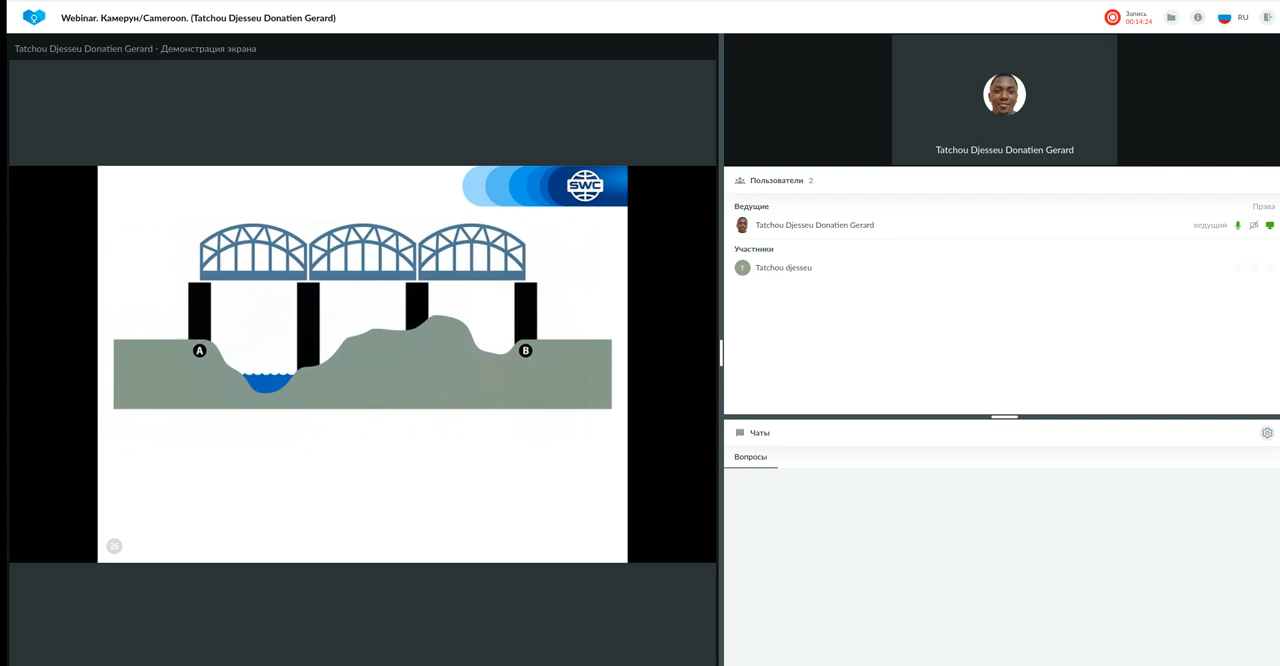 Webinar. Камерун/Cameroon. (Tatchou Djesseu Donatien Gerard)
Запись
00:14:24
RU
Tatchou Djesseu Donatien Gerard - Демонстрация экрана
SWC
A
B
26
Tatchou Djesseu Donatien Gerard
Пользователи 2
Ведущие Права
Tatchou Djesseu Donatien Gerard ведущий
Участники
T Tatchou djesseu
Чаты
Вопросы